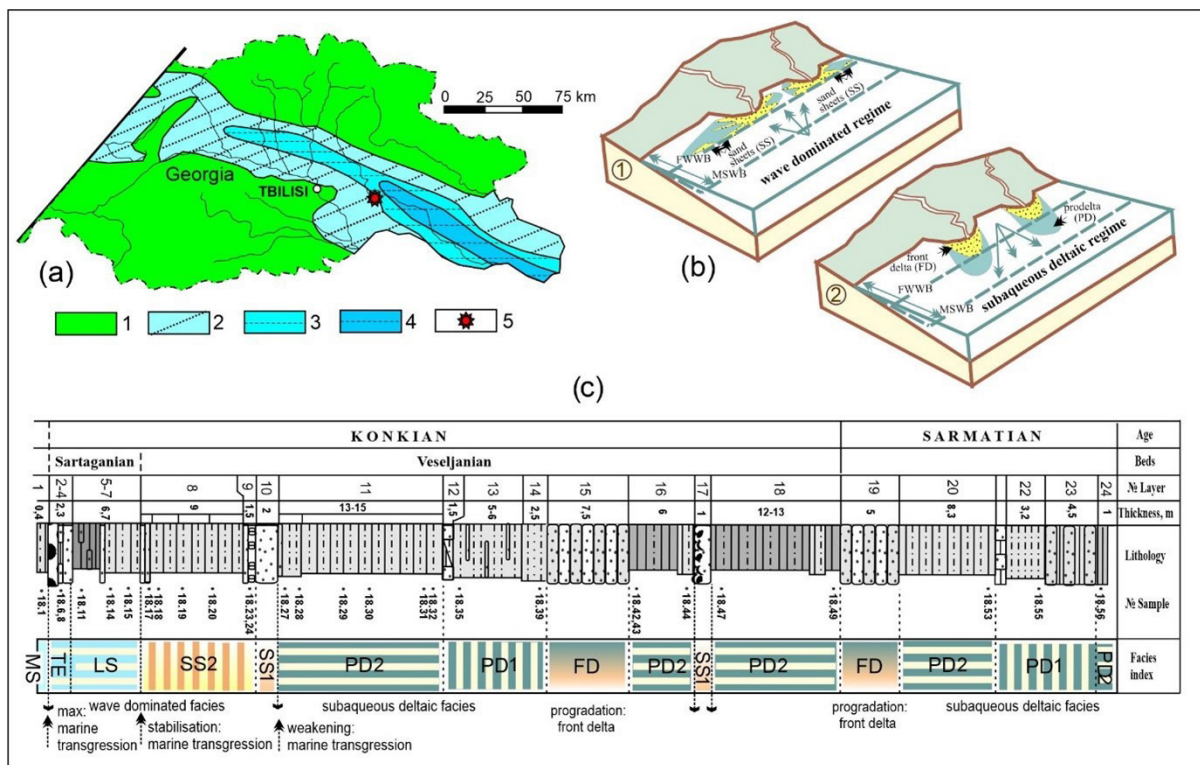 (a)
Georgia
TBILISI
0 25 50 75 km
1 2 3 4 5
(b)
sand
sheets (SS)
sand
sheets (SS)
wave dominated regime
FWWB
MSWB
1
prodelta
(PD)
front
delta (FD)
subaqueous deltaic regime
FWWB
MSWB
2
(c)
KONKIAN SARMATIAN Age
Sartaganian Veseljanian Beds
1 2-4 5-7 8 9 10 11 12 13 14 15 16 17 18 19 20 22 23 24 № Layer
0,4 2,3 6,7 9 1,5 2 13-15 1,5 5-6 2,5 7,5 6 1 12-13 5 8,3 3,2 4,5 1 Thickness, m
Lithology
*18.1 *18.6,8 *18.11 *18.14 *18.15 *18.17 *18.18 *18.19 *18.20 *18.23,24 *18.27 *18.28 *18.29 *18.30 *18.31 *18.32 *18.35 *18.39 *18.42,43 *18.44 *18.47 *18.49 *18.53 *18.55 *18.56 № Sample
MS TE LS SS2 SS1 PD2 PD1 FD PD2 SS1 PD2 FD PD2 PD1 PD2 Facies
index
max:
marine
transgression
wave dominated facies
stabilisation:
marine transgression
subaqueous deltaic facies
weakening:
marine transgression
progradation:
front delta
progradation:
front delta
subaqueous deltaic facies